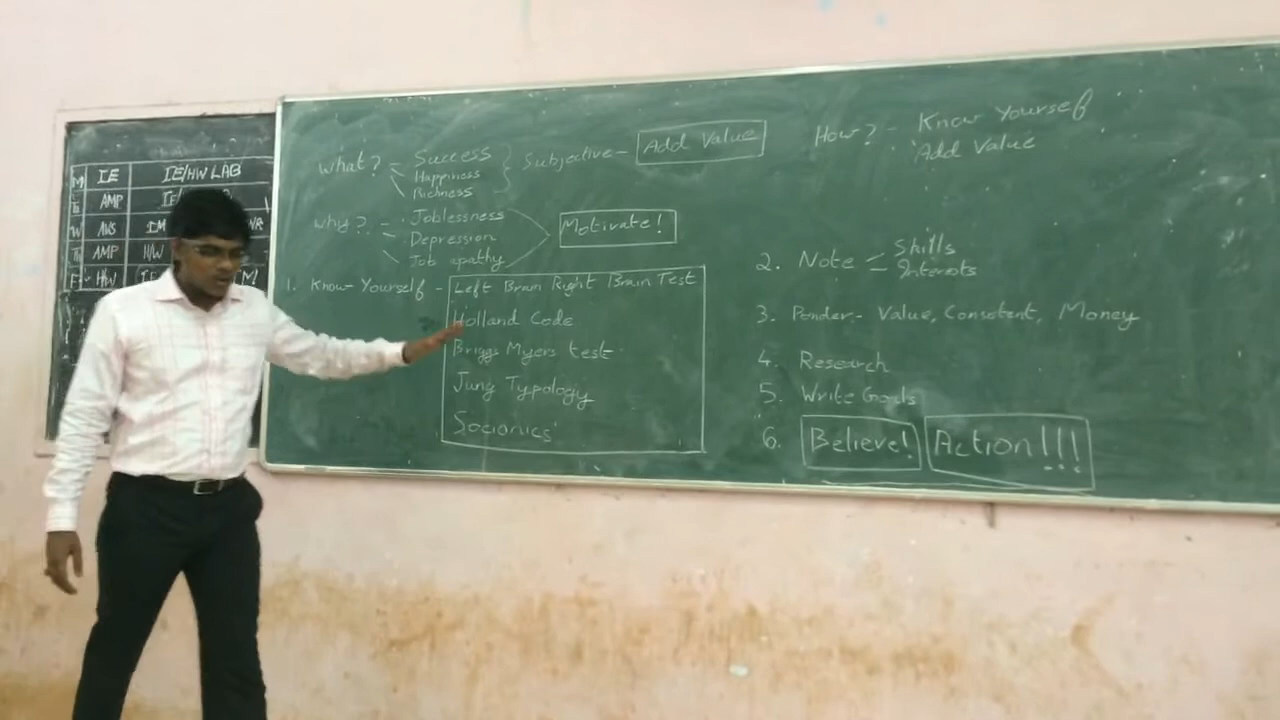 M IE IE/HW LAB
T AMP
W AWS IM
Th AMP H/W
F H/W
What? - Success
Happiness
Richness
Subjective - Add Value
How? - Know Yourself
Add Value
Why? - Joblessness
Depression
Job apathy
Motivate!
1. Know Yourself - Left Brain Right Brain Test
Holland Code
Briggs Myers test
Jung Typology
Socionics
2. Note - Skills
- Interests
3. Ponder - Value, Consistent, Money
4. Research
5. Write Goals
6. Believe! Action!!!